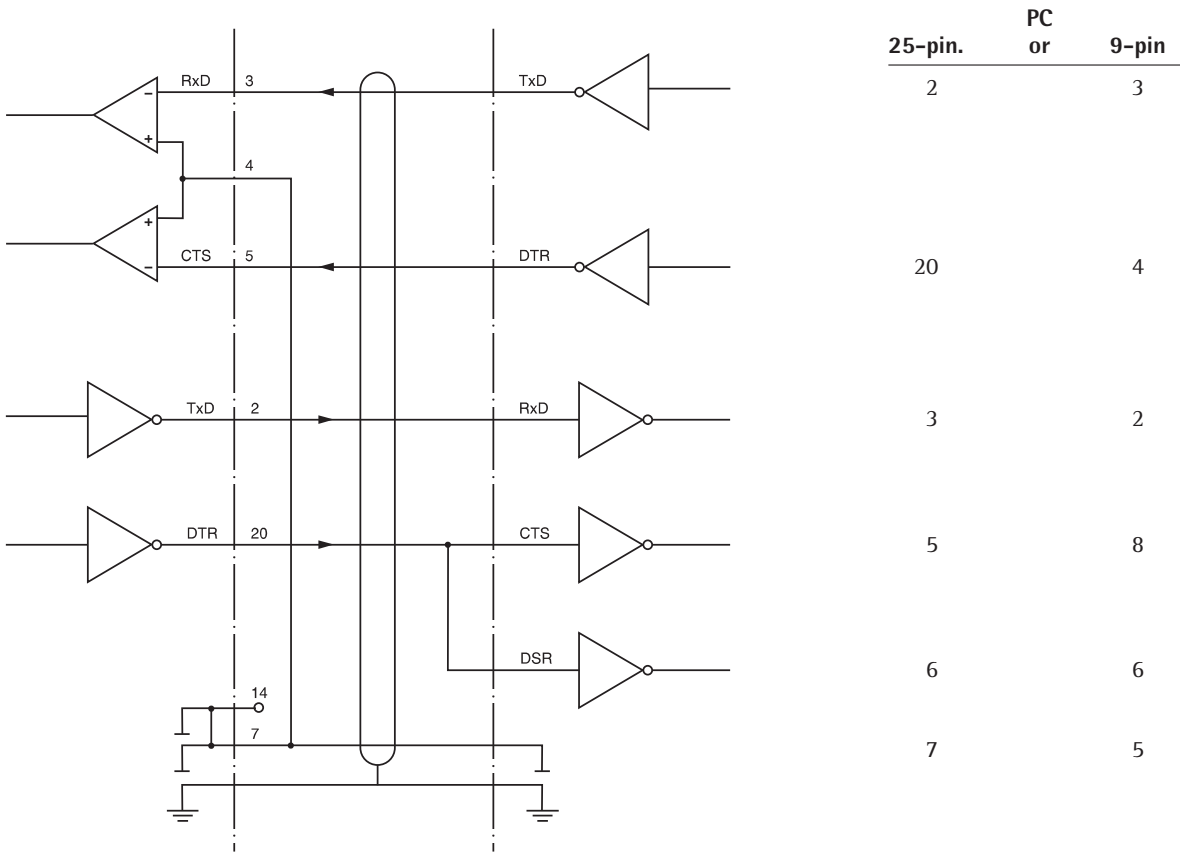 PC
25-pin. or 9-pin
RxD 3 TxD 2 3
− 
+
4
+
CTS 5 DTR 20 4
−
TxD 2 RxD 3 2
DTR 20 CTS 5 8
DSR 6 6
14
7 7 5